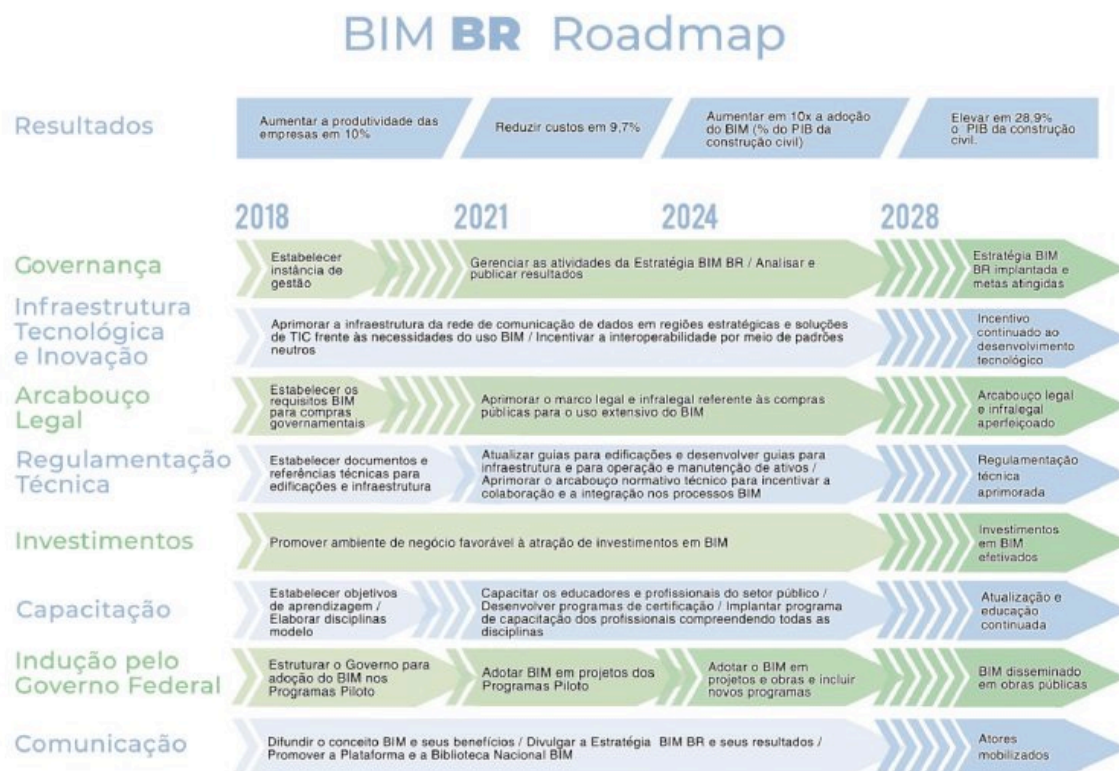 BIM BR Roadmap
Resultados
Aumentar a produtividade das
empresas em 10%
Reduzir custos em 9,7%
Aumentar em 10x a adoção
do BIM (% do PIB da
construção civil)
Elevar em 28,9%
o PIB da construção
civil.
2018
2021
2024
2028
Governança
Estabelecer
instância de
gestão
Gerenciar as atividades da Estratégia BIM BR / Analisar e
publicar resultados
Estratégia BIM
BR implantada e
metas atingidas
Infraestrutura
Tecnológica
e Inovação
Aprimorar a infraestrutura da rede de comunicação de dados em regiões estratégicas e soluções
de TIC frente às necessidades do uso BIM / Incentivar a interoperabilidade por meio de padrões
neutros
Incentivo
continuado ao
desenvolvimento
tecnológico
Arcabouço
Legal
Estabelecer os
requisitos BIM
para compras
governamentais
Aprimorar o marco legal e infralegal referente às compras
públicas para o uso extensivo do BIM
Arcabouço legal
e infralegal
aperfeiçoado
Regulamentação
Técnica
Estabelecer documentos e
referências técnicas para
edificações e infraestrutura
Atualizar guias para edificações e desenvolver guias para
infraestrutura e para operação e manutenção de ativos /
Aprimorar o arcabouço normativo técnico para incentivar a
colaboração e a integração nos processos BIM
Regulamentação
técnica
aprimorada
Investimentos
Promover ambiente de negócio favorável à atração de investimentos em BIM
Investimentos
em BIM
efetivados
Capacitação
Estabelecer objetivos
de aprendizagem /
Elaborar disciplinas
modelo
Capacitar os educadores e profissionais do setor público /
Desenvolver programas de certificação / Implantar programa
de capacitação dos profissionais compreendendo todas as
disciplinas
Atualização e
educação
continuada
Indução pelo
Governo Federal
Estruturar o Governo para
adoção do BIM nos
Programas Piloto
Adotar BIM em projetos dos
Programas Piloto
Adotar o BIM em
projetos e obras e incluir
novos programas
BIM disseminado
em obras públicas
Comunicação
Difundir o conceito BIM e seus benefícios / Divulgar a Estratégia BIM BR e seus resultados /
Promover a Plataforma e a Biblioteca Nacional BIM
Atores
mobilizados